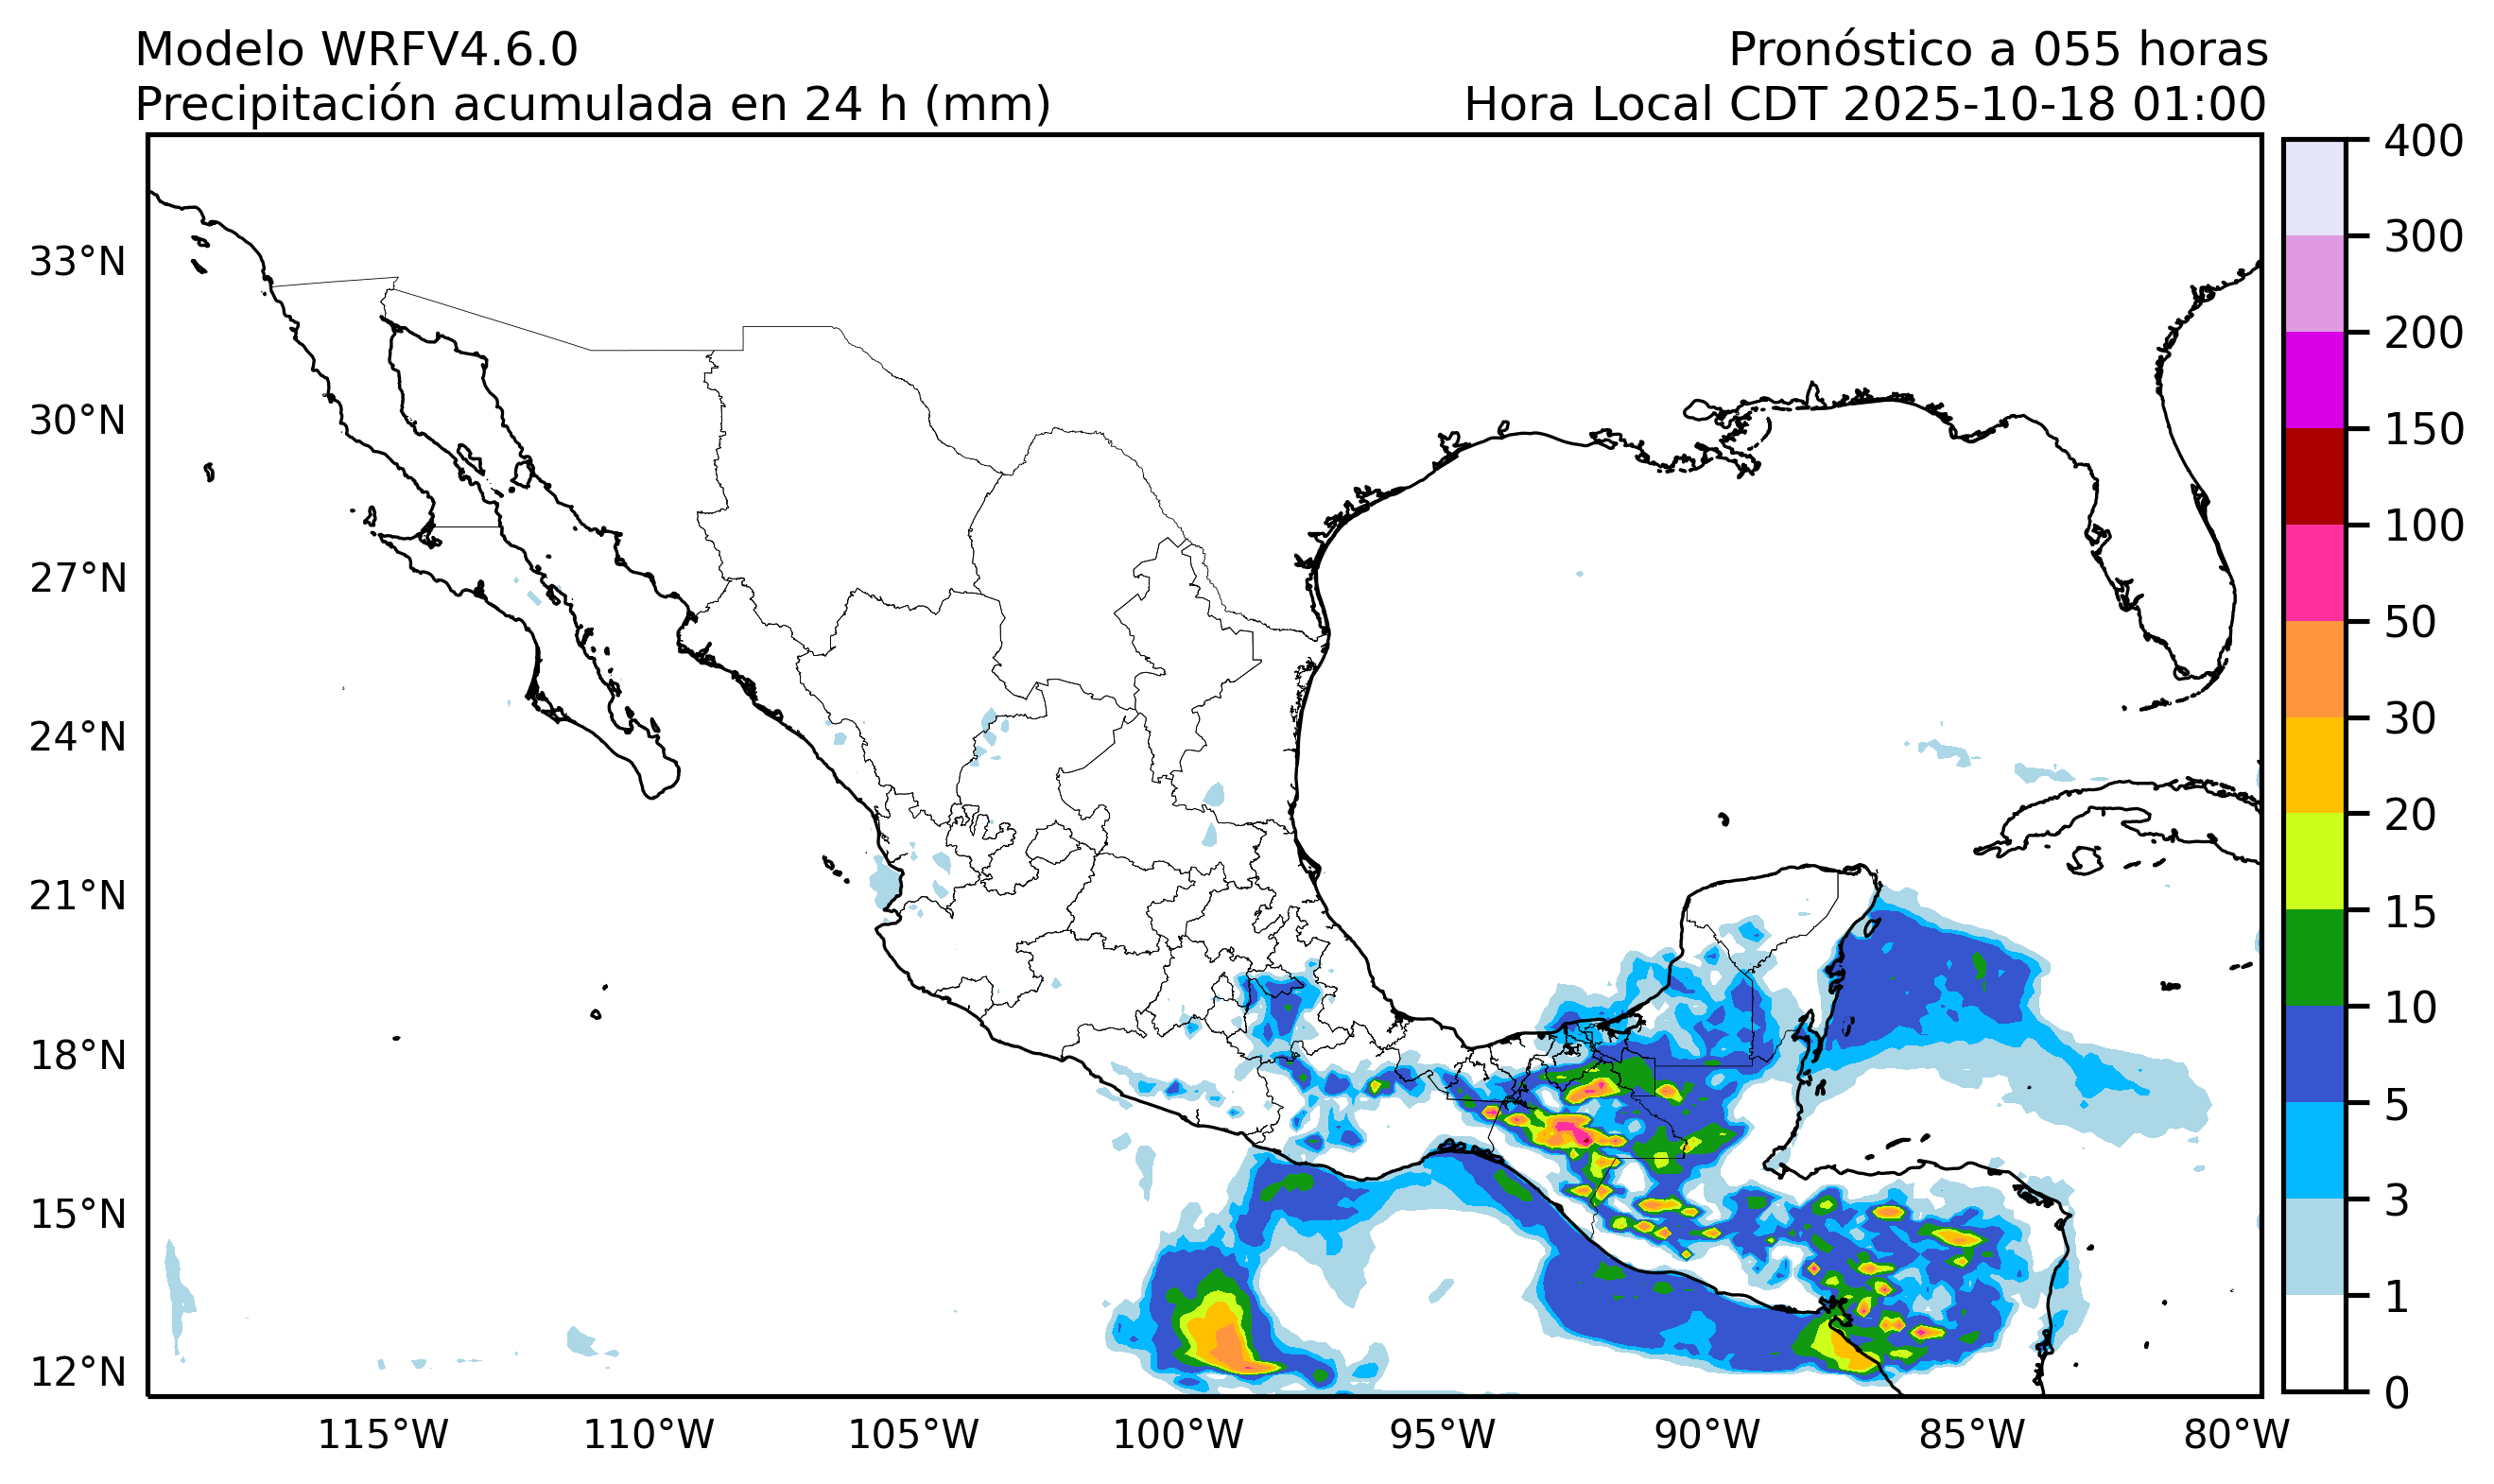 Modelo WRFV4.6.0
Pronóstico a 055 horas
Precipitación acumulada en 24 h (mm)
Hora Local CDT 2025-10-18 01:00
33°N
30°N
27°N
24°N
21°N
18°N
15°N
12°N
115°W
110°W
105°W
100°W
95°W
90°W
85°W
80°W
400
300
200
150
100
50
30
20
15
10
5
3
1
0